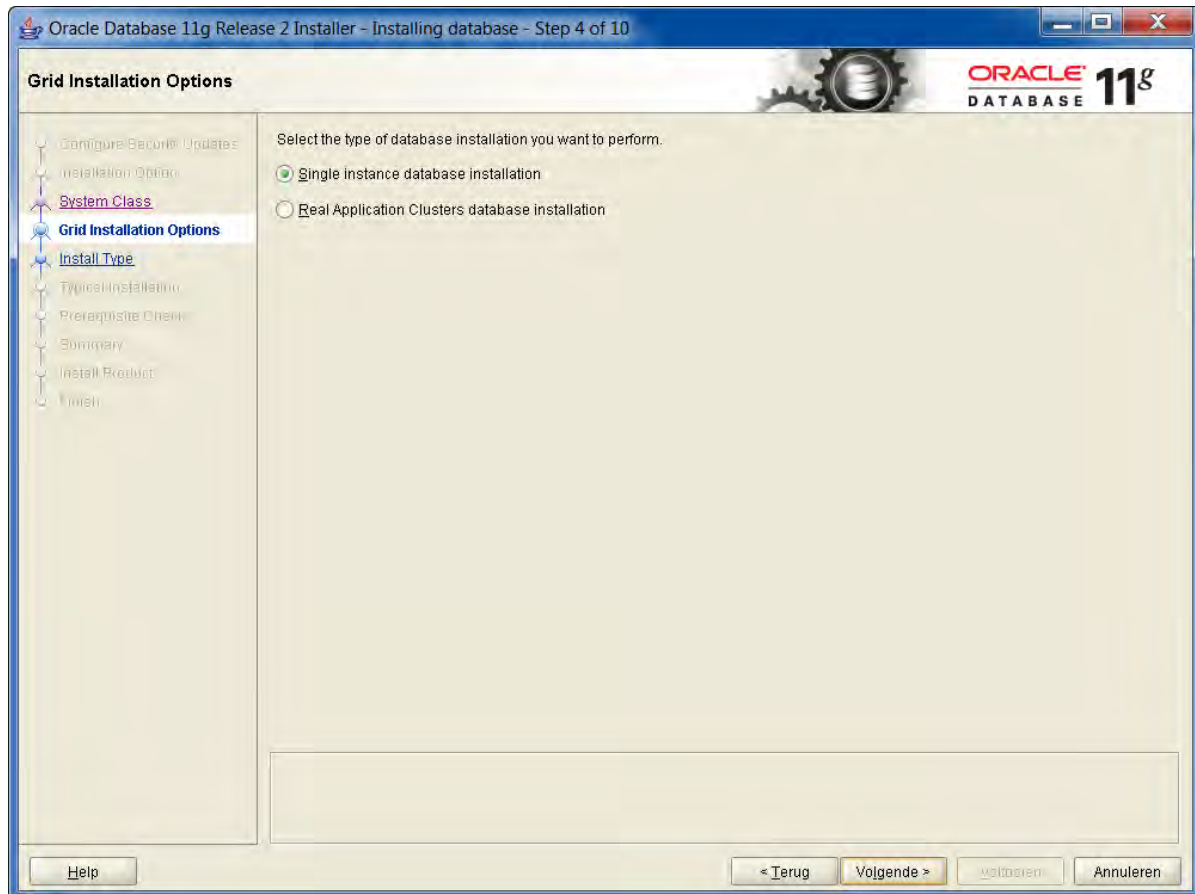 Oracle Database 11g Release 2 Installer - Installing database - Step 4 of 10
Grid Installation Options
ORACLE
DATABASE 11g
Configure Security Updates
Installation Option
System Class
Grid Installation Options
Install Type
Typical Installation
Prerequisite Check
Summary
Install Product
Finish
Select the type of database installation you want to perform.
Single instance database installation
Real Application Clusters database installation
Help
< Terug
Volgende >
Voltooien
Annuleren